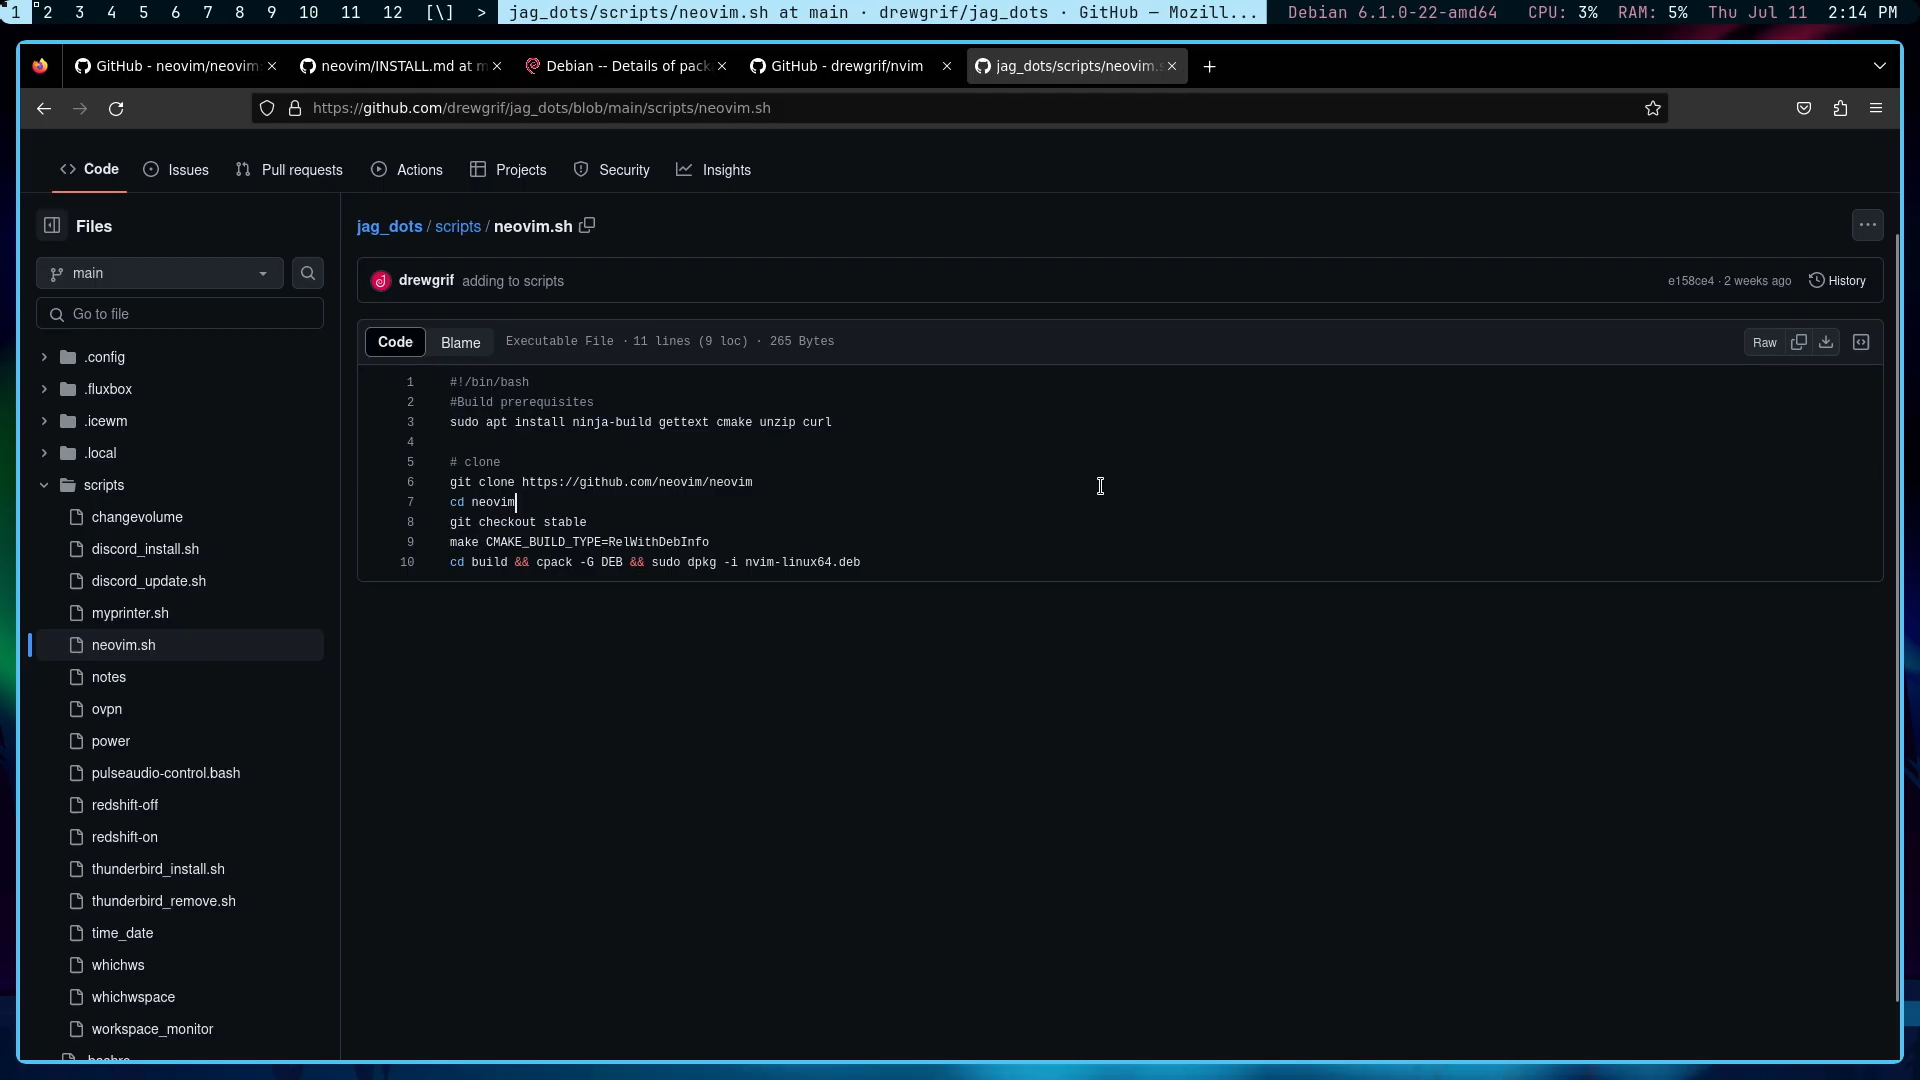 1 2 3 4 5 6 7 8 9 10 11 12 [\] > jag_dots/scripts/neovim.sh at main · drewgrif/jag_dots · GitHub — Mozill... Debian 6.1.0-22-amd64 CPU: 3% RAM: 5% Thu Jul 11 2:14 PM
GitHub - neovim/neovim: neovim/INSTALL.md at m Debian -- Details of pack GitHub - drewgrif/nvim jag_dots/scripts/neovim.s
https://github.com/drewgrif/jag_dots/blob/main/scripts/neovim.sh
Code Issues Pull requests Actions Projects Security Insights
Files
main
Go to file
.config
.fluxbox
.icewm
.local
scripts
changevolume
discord_install.sh
discord_update.sh
myprinter.sh
neovim.sh
notes
ovpn
power
pulseaudio-control.bash
redshift-off
redshift-on
thunderbird_install.sh
thunderbird_remove.sh
time_date
whichws
whichwspace
workspace_monitor
jag_dots / scripts / neovim.sh
drewgrif adding to scripts e158ce4 · 2 weeks ago History
Code Blame Executable File · 11 lines (9 loc) · 265 Bytes Raw
1 #!/bin/bash
2 #Build prerequisites
3 sudo apt install ninja-build gettext cmake unzip curl
4
5 # clone
6 git clone https://github.com/neovim/neovim
7 cd neovim
8 git checkout stable
9 make CMAKE_BUILD_TYPE=RelWithDebInfo
10 cd build && cpack -G DEB && sudo dpkg -i nvim-linux64.deb